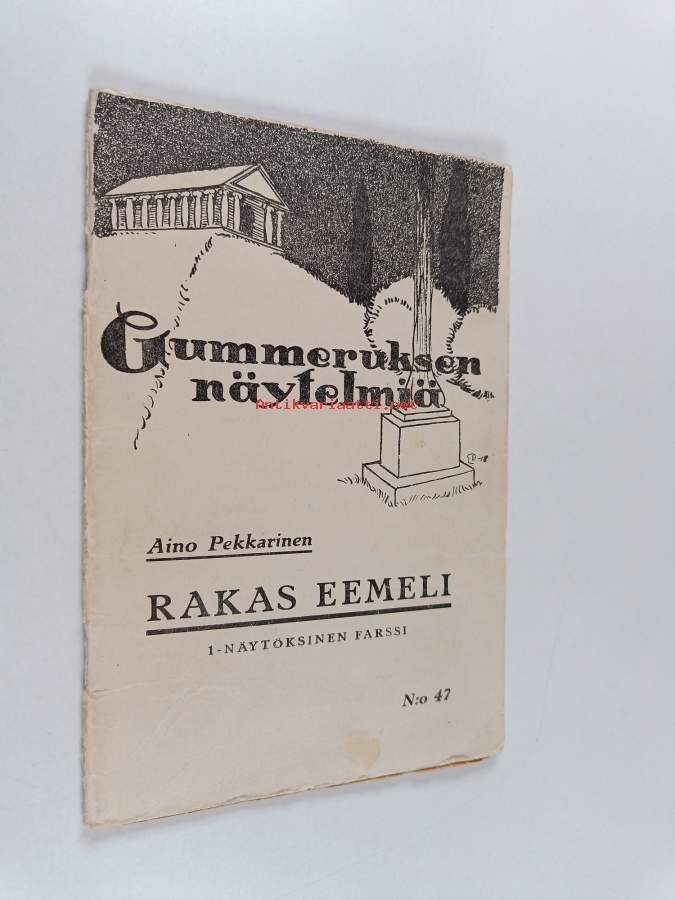 Gummeruksen
näytelmiä
Antikvariaatti.net
Aino Pekkarinen
RAKAS EEMELI
1-NÄYTÖKSINEN FARSSI
N:o 47